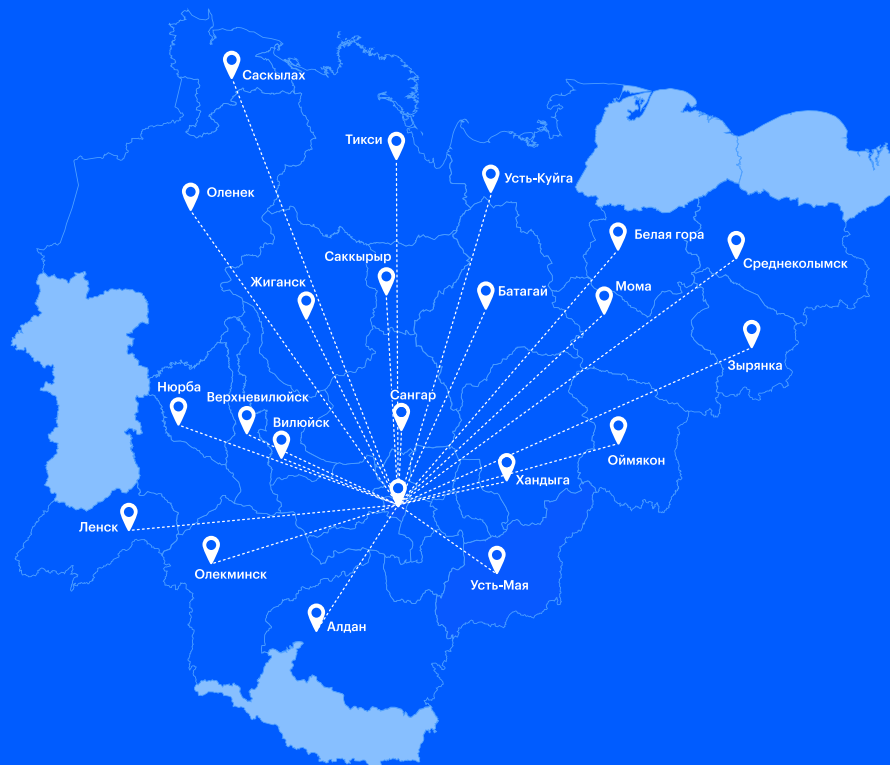 Саскылах
Тикси
Усть-Куйга
Оленек
Белая гора
Саккырыр
Среднеколымск
Жиганск
Мома
Батагай
Зырянка
Нюрба
Сангар
Верхневилюйск
Вилюйск
Оймякон
Хандыга
Ленск
Олекминск
Усть-Мая
Алдан